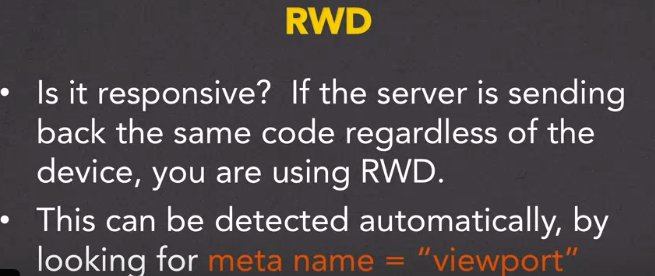 RWD
• Is it responsive? If the server is sending
back the same code regardless of the
device, you are using RWD.
• This can be detected automatically, by
looking for meta name = “viewport”